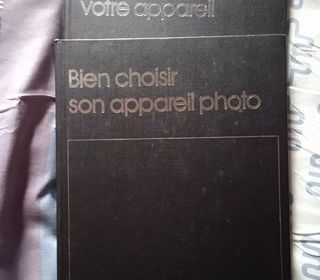 votre appareil
Bien choisir
son appareil photo